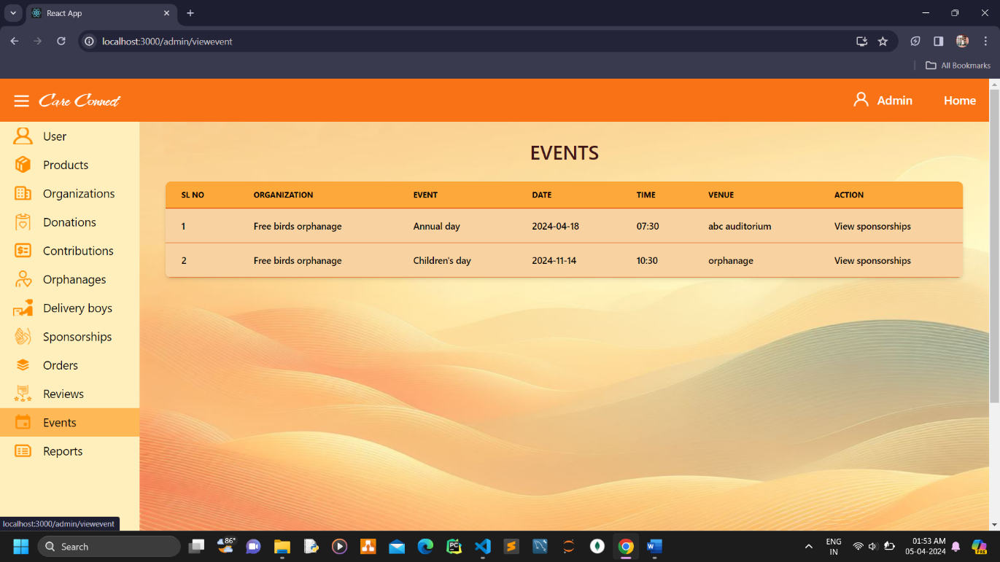 React App
localhost:3000/admin/viewevent
All Bookmarks
Care Connect
Admin
Home
User
Products
Organizations
Donations
Contributions
Orphanages
Delivery boys
Sponsorships
Orders
Reviews
Events
Reports
EVENTS
SL NO ORGANIZATION EVENT DATE TIME VENUE ACTION
1 Free birds orphanage Annual day 2024-04-18 07:30 abc auditorium View sponsorships
2 Free birds orphanage Children's day 2024-11-14 10:30 orphanage View sponsorships
localhost:3000/admin/viewevent
Search
86°
PC
W
ENG
IN
01:53 AM
05-04-2024
PRE